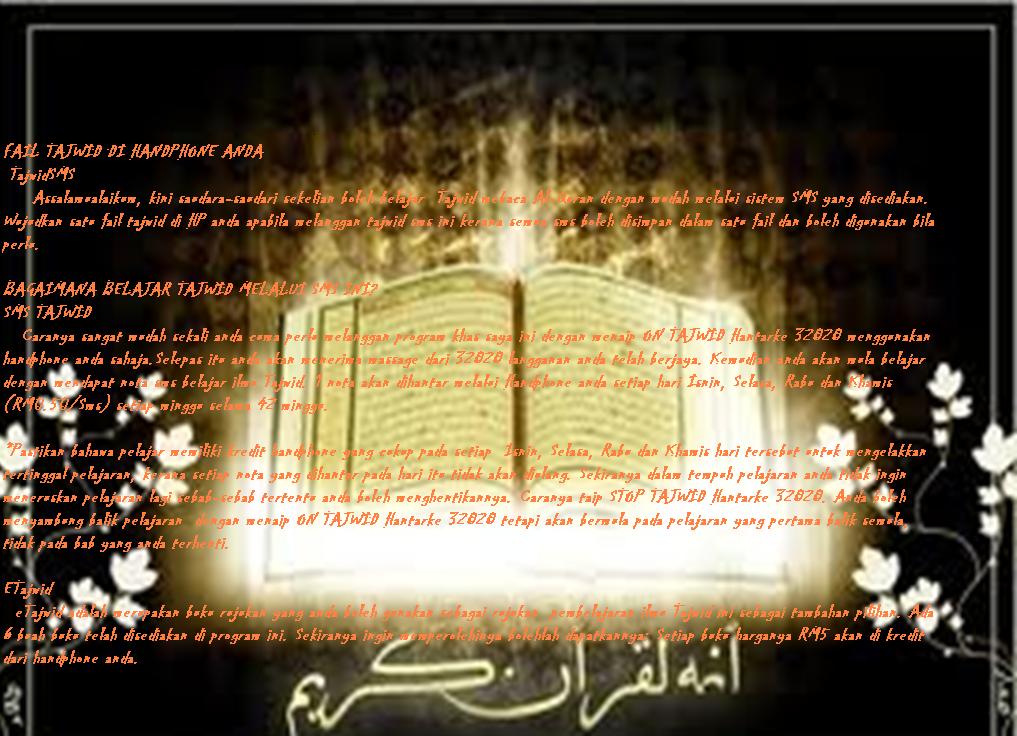 FAIL TAJWID DI HANDPHONE ANDA
TajwidSMS
Assalamualaikum, kini saudara-saudari sekelian boleh belajar Tajwid mebaca Al-Koran dengan mudah melalui sistem SMS yang disediakan.
Wujudkan satu fail tajwid di HP anda apabila melanggan tajwid sms ini kerana semua sms boleh disimpan dalam satu fail dan boleh digunakan bila
perlu.
BAGAIMANA BELAJAR TAJWID MELALUI SMS INI?
SMS TAJWID
Caranya sangat mudah sekali anda cuma perlu melanggan program khas saya ini dengan menaip ON TAJWID Hantarke 32020 menggunakan
handphone anda sahaja.Selepas itu anda akan menerima massage dari 32020 langganan anda telah berjaya. Kemudian anda akan mula belajar
dengan mendapat nota sms belajar ilmu Tajwid. 1 nota akan dihantar melalui Handphone anda setiap hari Isnin, Selasa, Rabu dan Khamis
(RM0.50/Sms) setiap minggu selama 42 minggu.
*Pastikan bahawa pelajar memiliki kredit handphone yang cukup pada setiap Isnin, Selasa, Rabu dan Khamis hari tersebut untuk mengelakkan
tertinggal pelajaran, kerana setiap nota yang dihantar pada hari itu tidak akan diulang. Sekiranya dalam tempoh pelajaran anda tidak ingin
meneruskan pelajaran lagi sebab-sebab tertentu anda boleh menghentikannya. Caranya taip STOP TAJWID Hantarke 32020. Anda boleh
menyambung balik pelajaran dengan menaip ON TAJWID Hantarke 32020 tetapi akan bermula pada pelajaran yang pertama balik semula,
tidak pada bab yang anda terhenti.
ETajwid
eTajwid adalah merupakan buku rujukan yang anda boleh gunakan sebagai rujukan pembelajaran ilmu Tajwid ini sebagai tambahan pilihan. Ada
6 buah buku telah disediakan di program ini. Sekiranya ingin memperolehinya bolehlah dapatkannya: Setiap buku harganya RM5 akan di kredit
dari handphone anda.
انه لقرآن كريم